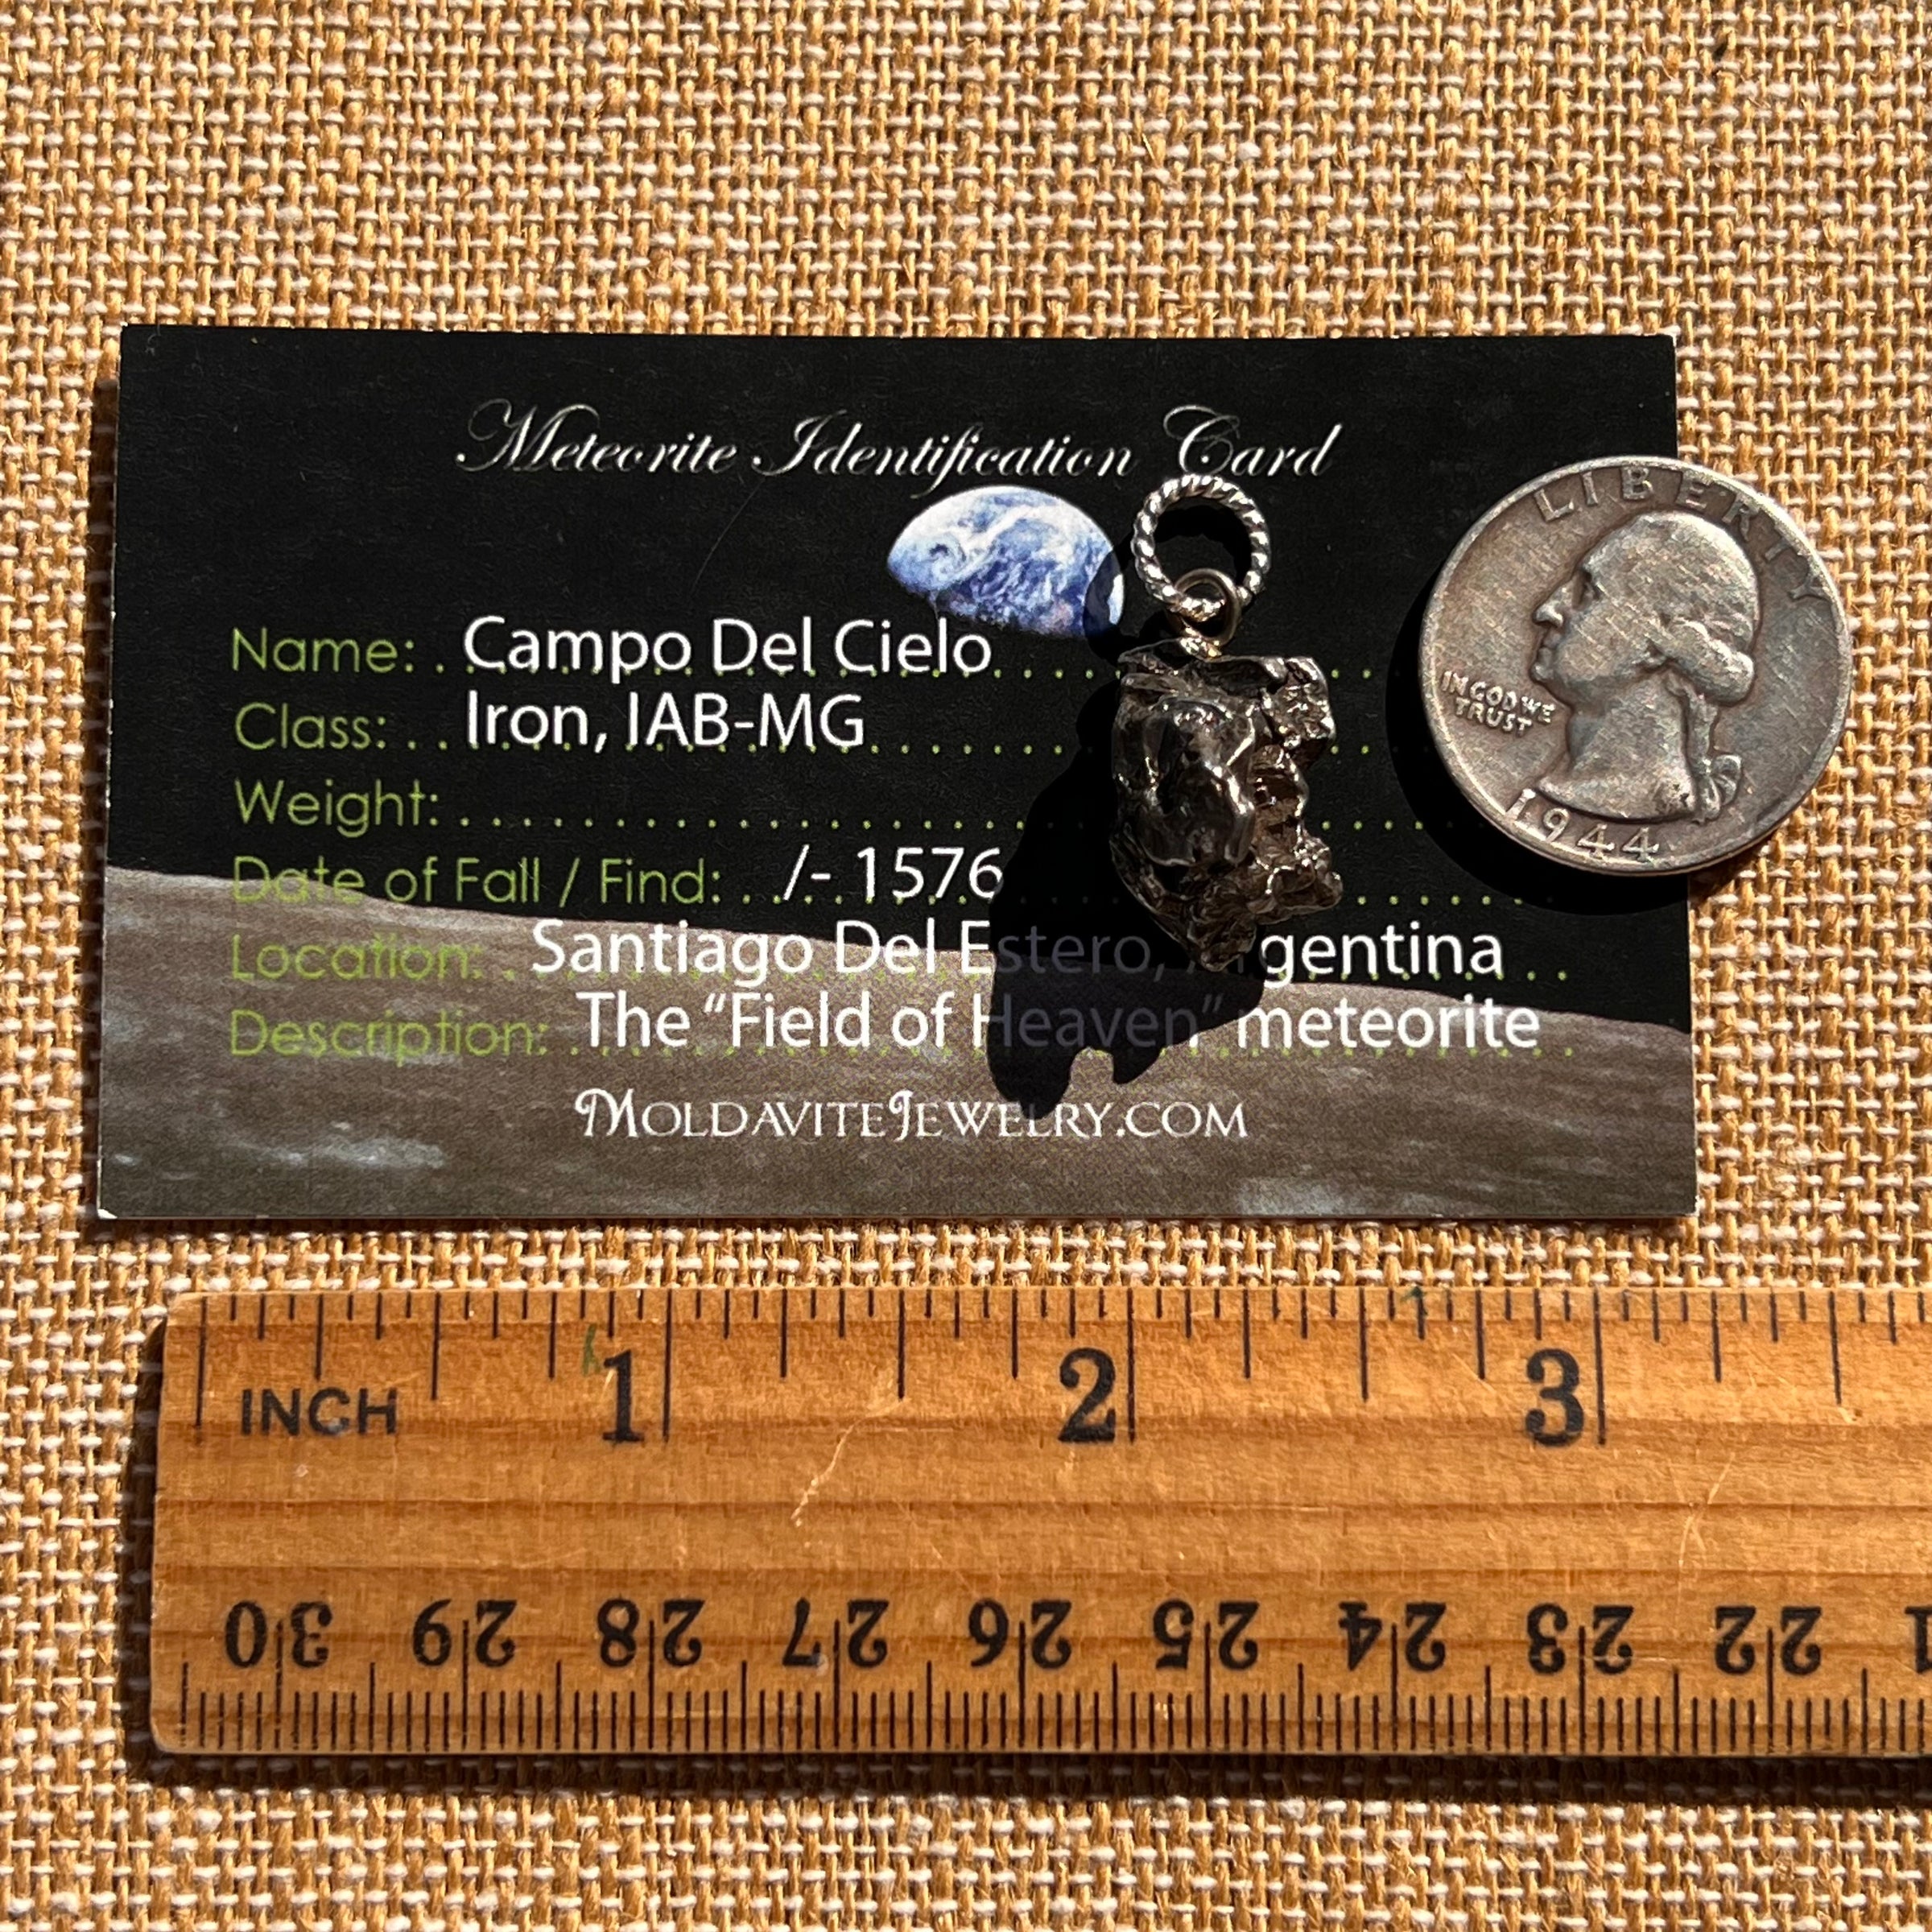 Meteorite Identification Card
Name: Campo Del Cielo
Class: Iron, IAB-MG
Weight:
Date of Fall / Find: /- 1576
Location: Santiago Del Estero, Argentina
Description: The “Field of Heaven” meteorite
MOLDAVITEJEWELRY.COM
LIBERTY
IN GOD WE
TRUST
1944
1 2 3
INCH
30 29 28 27 26 25 24 23 22